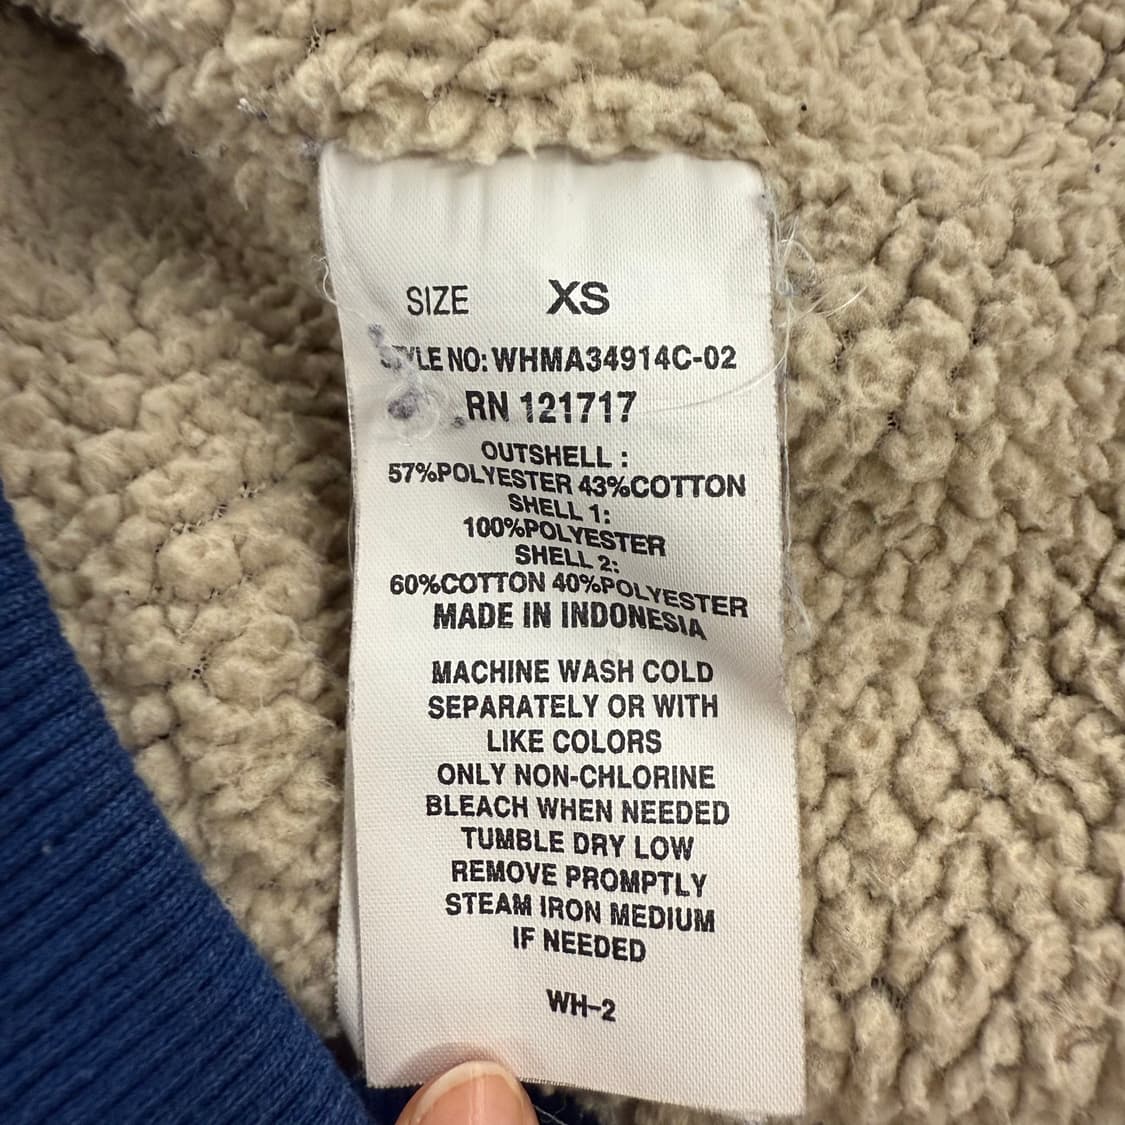 SIZE XS
STYLE NO: WHMA34914C-02
RN 121717
OUTSHELL :
57%POLYESTER 43%COTTON
SHELL 1:
100%POLYESTER
SHELL 2:
60%COTTON 40%POLYESTER
MADE IN INDONESIA
MACHINE WASH COLD
SEPARATELY OR WITH
LIKE COLORS
ONLY NON-CHLORINE
BLEACH WHEN NEEDED
TUMBLE DRY LOW
REMOVE PROMPTLY
STEAM IRON MEDIUM
IF NEEDED
WH-2